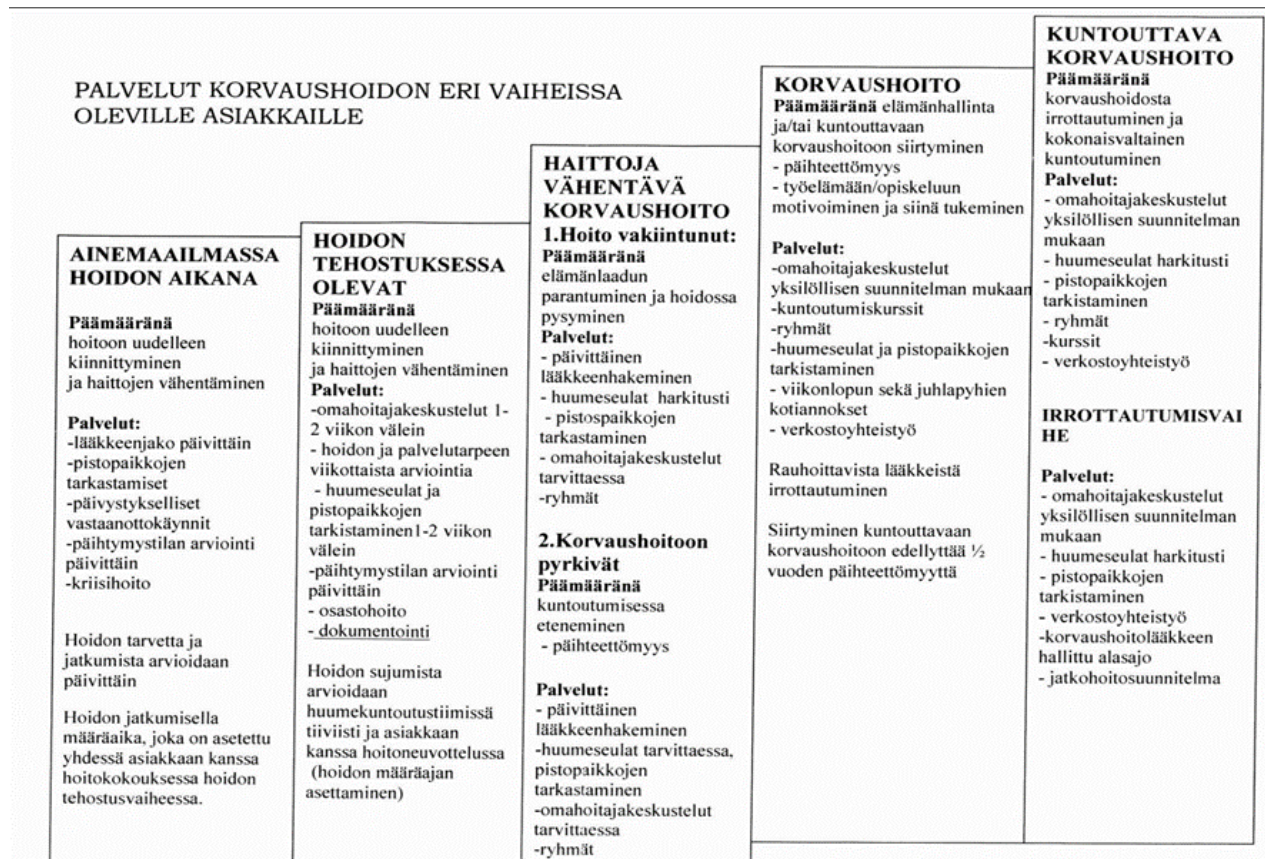 PALVELUT KORVAUSHOIDON ERI VAIHEISSA
OLEVILLE ASIAKKAILLE
AINEMAAILMASSA
HOIDON AIKANA
Päämääränä
hoitoon uudelleen
kiinnittyminen
ja haittojen vähentäminen
Palvelut:
-lääkkeenjako päivittäin
-pistopaikkojen
tarkastamiset
-päivystykselliset
vastaanottokäynnit
-päihtymystilan arviointi
päivittäin
-kriisihoito
Hoidon tarvetta ja
jatkumista arvioidaan
päivittäin
Hoidon jatkumisella
määräaika, joka on asetettu
yhdessä asiakkaan kanssa
hoitokokouksessa hoidon
tehostusvaiheessa.
HOIDON
TEHOSTUKSESSA
OLEVAT
Päämääränä
hoitoon uudelleen
kiinnittyminen
ja haittojen vähentäminen
Palvelut:
-omahoitajakeskustelut 1-
2 viikon välein
- hoidon ja palvelutarpeen
viikottaista arviointia
- huumeseulat ja
pistopaikkojen
tarkistaminen1-2 viikon
välein
-päihtymystilan arviointi
päivittäin
- osastohoito
- dokumentointi
Hoidon sujumista
arvioidaan
huumekuntoutustiimissä
tiiviisti ja asiakkaan
kanssa hoitoneuvottelussa
(hoidon määräajan
asettaminen)
HAITTOJA
VÄHENTÄVÄ
KORVAUSHOITO
1.Hoito vakiintunut:
Päämääränä
elämänlaadun
parantuminen ja hoidossa
pysyminen
Palvelut:
- päivittäinen
lääkkeenhakeminen
- huumeseulat harkitusti
- pistospaikkojen
tarkastaminen
- omahoitajakeskustelut
tarvittaessa
-ryhmät
2.Korvaushoitoon
pyrkivät
Päämääränä
kuntoutumisessa
eteneminen
- päihteettömyys
Palvelut:
- päivittäinen
lääkkeenhakeminen
-huumeseulat tarvittaessa,
pistopaikkojen
tarkastaminen
-omahoitajakeskustelut
tarvittaessa
-ryhmät
KORVAUSHOITO
Päämääränä elämänhallinta
ja/tai kuntouttavaan
korvaushoitoon siirtyminen
- päihteettömyys
- työelämään/opiskeluun
motivoiminen ja siinä tukeminen
Palvelut:
-omahoitajakeskustelut
yksilöllisen suunnitelman mukaan
-kuntoutumiskurssit
-ryhmät
-huumeseulat ja pistopaikkojen
tarkistaminen
- viikonlopun sekä juhlapyhien
kotiannokset
- verkostoyhteistyö
Rauhoittavista lääkkeistä
irrottautuminen
Siirtyminen kuntouttavaan
korvaushoitoon edellyttää ½
vuoden päihteettömyyttä
KUNTOUTTAVA
KORVAUSHOITO
Päämääränä
korvaushoidosta
irrottautuminen ja
kokonaisvaltainen
kuntoutuminen
Palvelut:
- omahoitajakeskustelut
yksilöllisen suunnitelman
mukaan
- huumeseulat harkitusti
- pistopaikkojen
tarkistaminen
- ryhmät
-kurssit
- verkostoyhteistyö
IRROTTAUTUMISVAI
HE
Palvelut:
- omahoitajakeskustelut
yksilöllisen suunnitelman
mukaan
- huumeseulat harkitusti
- pistopaikkojen
tarkistaminen
- verkostoyhteistyö
-korvaushoitolääkkeen
hallittu alasajo
- jatkohoitosuunnitelma